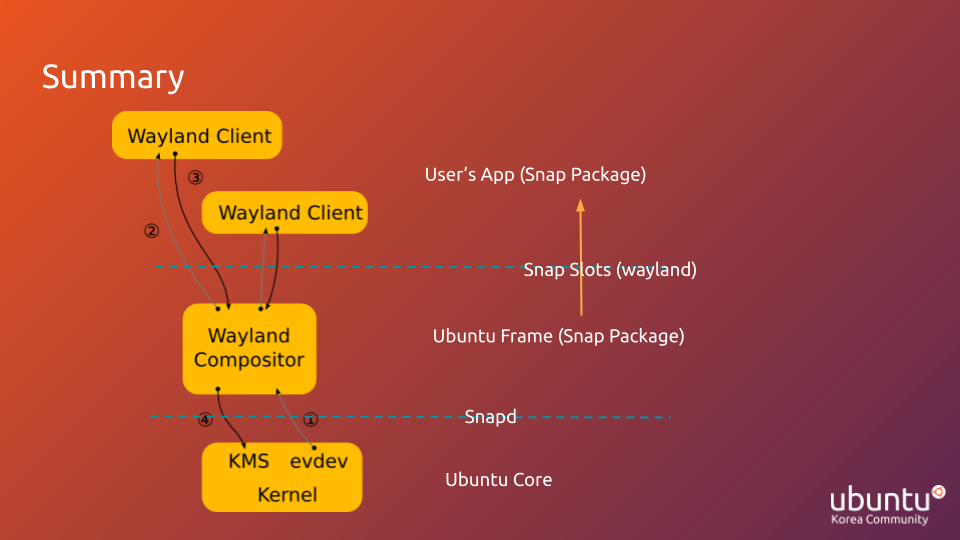 Summary
Wayland Client
③
User’s App (Snap Package)
Wayland Client
②
Snap Slots (wayland)
Wayland
Compositor
Ubuntu Frame (Snap Package)
④
①
Snapd
KMS evdev
Kernel
Ubuntu Core
ubuntu
Korea Community